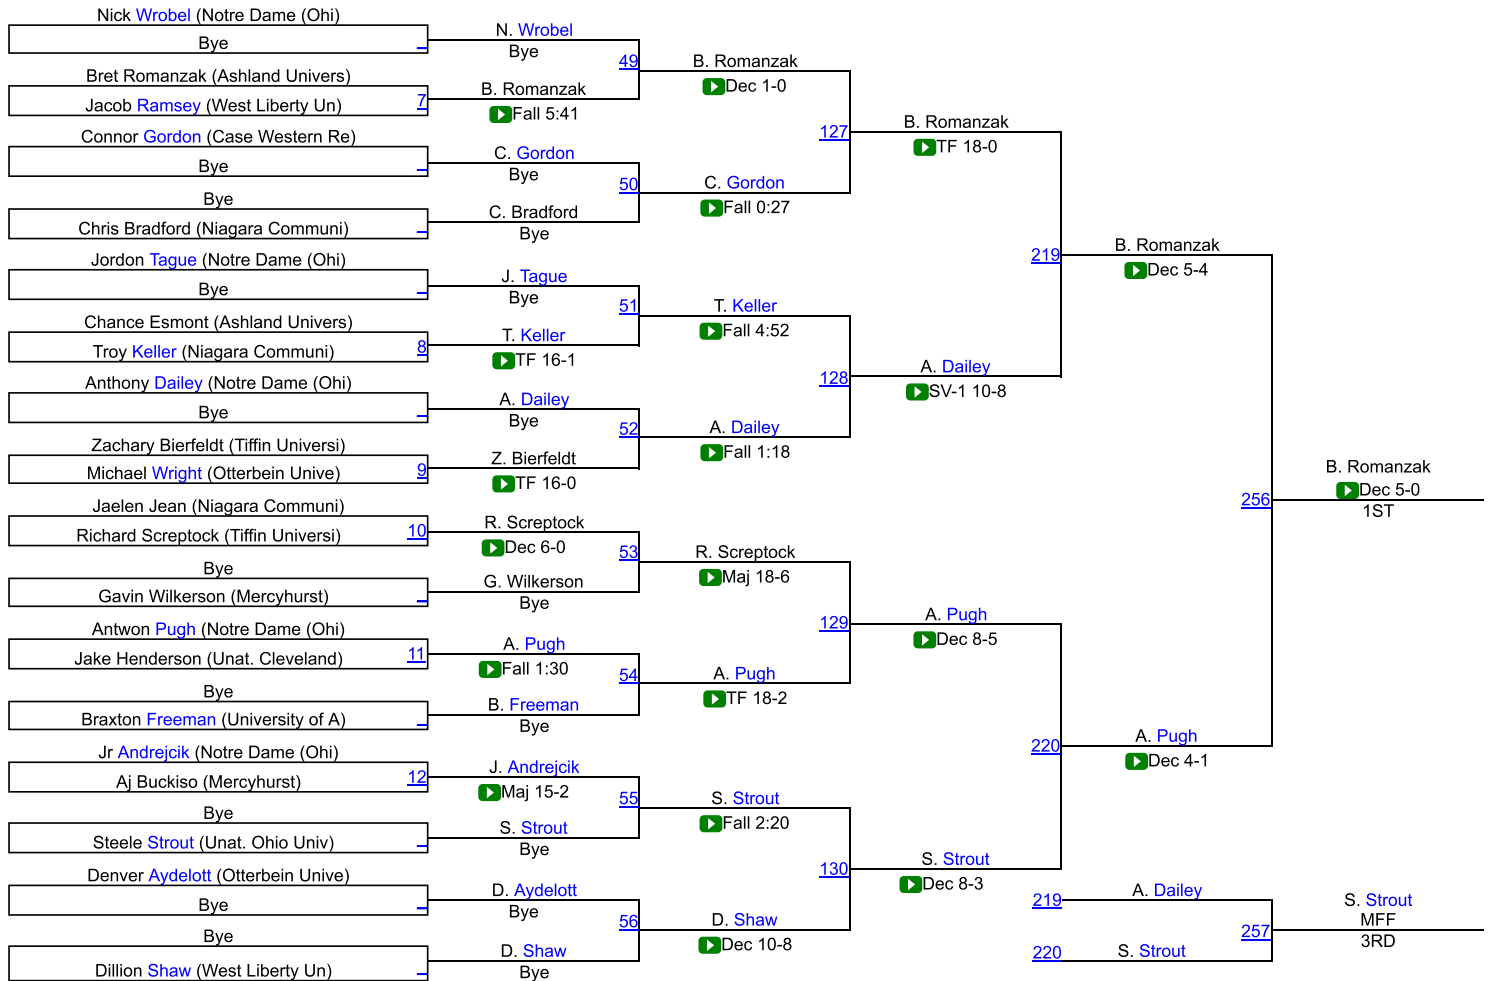 Nick Wrobel (Notre Dame (Ohi)
Bye
N. Wrobel
Bye
49
B. Romanzak
Dec 1-0
Bret Romanzak (Ashland Univers)
Jacob Ramsey (West Liberty Un)
7
B. Romanzak
Fall 5:41
127
B. Romanzak
TF 18-0
Connor Gordon (Case Western Re)
Bye
C. Gordon
Bye
50
C. Gordon
Fall 0:27
Bye
Chris Bradford (Niagara Communi)
C. Bradford
Bye
219
B. Romanzak
Dec 5-4
Jordon Tague (Notre Dame (Ohi)
Bye
J. Tague
Bye
51
T. Keller
Fall 4:52
Chance Esmont (Ashland Univers)
Troy Keller (Niagara Communi)
8
T. Keller
TF 16-1
128
A. Dailey
SV-1 10-8
Anthony Dailey (Notre Dame (Ohi)
Bye
A. Dailey
Bye
52
A. Dailey
Fall 1:18
Zachary Bierfeldt (Tiffin Universi)
Michael Wright (Otterbein Unive)
9
Z. Bierfeldt
TF 16-0
256
B. Romanzak
Dec 5-0
1ST
Jaelen Jean (Niagara Communi)
Richard Screptock (Tiffin Universi)
10
R. Screptock
Dec 6-0
53
R. Screptock
Maj 18-6
Bye
Gavin Wilkerson (Mercyhurst)
G. Wilkerson
Bye
129
A. Pugh
Dec 8-5
Antwon Pugh (Notre Dame (Ohi)
Jake Henderson (Unat. Cleveland)
11
A. Pugh
Fall 1:30
54
A. Pugh
TF 18-2
Bye
Braxton Freeman (University of A)
B. Freeman
Bye
220
A. Pugh
Dec 4-1
Jr Andrejcik (Notre Dame (Ohi)
Aj Buckiso (Mercyhurst)
12
J. Andrejcik
Maj 15-2
55
S. Strout
Fall 2:20
Bye
Steele Strout (Unat. Ohio Univ)
S. Strout
Bye
130
S. Strout
Dec 8-3
Denver Aydelott (Otterbein Unive)
Bye
D. Aydelott
Bye
56
D. Shaw
Dec 10-8
Bye
Dillion Shaw (West Liberty Un)
D. Shaw
Bye
219
A. Dailey
220
S. Strout
257
S. Strout
MFF
3RD